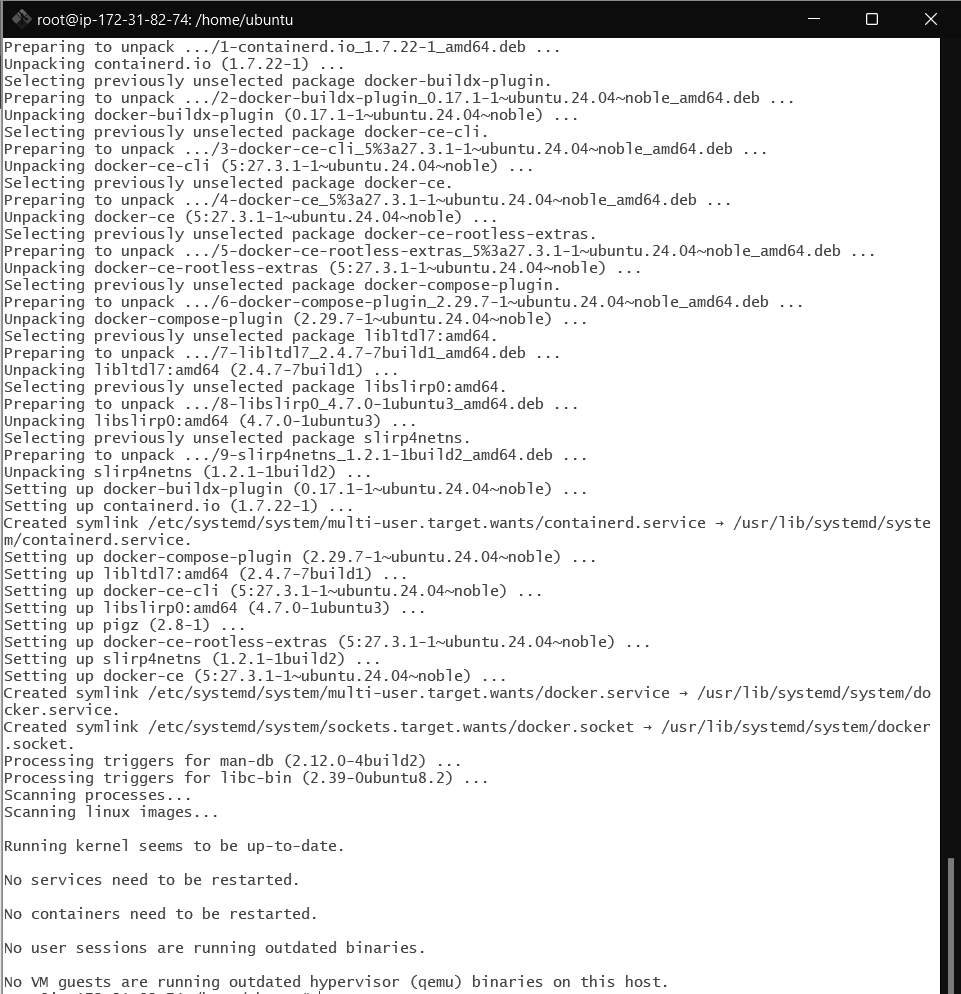 root@ip-172-31-82-74: /home/ubuntu
Preparing to unpack .../1-containerd.io_1.7.22-1_amd64.deb ...
Unpacking containerd.io (1.7.22-1) ...
Selecting previously unselected package docker-buildx-plugin.
Preparing to unpack .../2-docker-buildx-plugin_0.17.1-1~ubuntu.24.04~noble_amd64.deb ...
Unpacking docker-buildx-plugin (0.17.1-1~ubuntu.24.04~noble) ...
Selecting previously unselected package docker-ce-cli.
Preparing to unpack .../3-docker-ce-cli_5%3a27.3.1-1~ubuntu.24.04~noble_amd64.deb ...
Unpacking docker-ce-cli (5:27.3.1-1~ubuntu.24.04~noble) ...
Selecting previously unselected package docker-ce.
Preparing to unpack .../4-docker-ce_5%3a27.3.1-1~ubuntu.24.04~noble_amd64.deb ...
Unpacking docker-ce (5:27.3.1-1~ubuntu.24.04~noble) ...
Selecting previously unselected package docker-ce-rootless-extras.
Preparing to unpack .../5-docker-ce-rootless-extras_5%3a27.3.1-1~ubuntu.24.04~noble_amd64.deb ...
Unpacking docker-ce-rootless-extras (5:27.3.1-1~ubuntu.24.04~noble) ...
Selecting previously unselected package docker-compose-plugin.
Preparing to unpack .../6-docker-compose-plugin_2.29.7-1~ubuntu.24.04~noble_amd64.deb ...
Unpacking docker-compose-plugin (2.29.7-1~ubuntu.24.04~noble) ...
Selecting previously unselected package libltdl7:amd64.
Preparing to unpack .../7-libltdl7_2.4.7-7build1_amd64.deb ...
Unpacking libltdl7:amd64 (2.4.7-7build1) ...
Selecting previously unselected package libslirp0:amd64.
Preparing to unpack .../8-libslirp0_4.7.0-1ubuntu3_amd64.deb ...
Unpacking libslirp0:amd64 (4.7.0-1ubuntu3) ...
Selecting previously unselected package slirp4netns.
Preparing to unpack .../9-slirp4netns_1.2.1-1build2_amd64.deb ...
Unpacking slirp4netns (1.2.1-1build2) ...
Setting up docker-buildx-plugin (0.17.1-1~ubuntu.24.04~noble) ...
Setting up containerd.io (1.7.22-1) ...
Created symlink /etc/systemd/system/multi-user.target.wants/containerd.service → /usr/lib/systemd/syste
m/containerd.service.
Setting up docker-compose-plugin (2.29.7-1~ubuntu.24.04~noble) ...
Setting up libltdl7:amd64 (2.4.7-7build1) ...
Setting up docker-ce-cli (5:27.3.1-1~ubuntu.24.04~noble) ...
Setting up libslirp0:amd64 (4.7.0-1ubuntu3) ...
Setting up pigz (2.8-1) ...
Setting up docker-ce-rootless-extras (5:27.3.1-1~ubuntu.24.04~noble) ...
Setting up slirp4netns (1.2.1-1build2) ...
Setting up docker-ce (5:27.3.1-1~ubuntu.24.04~noble) ...
Created symlink /etc/systemd/system/multi-user.target.wants/docker.service → /usr/lib/systemd/system/do
cker.service.
Created symlink /etc/systemd/system/sockets.target.wants/docker.socket → /usr/lib/systemd/system/docker
.socket.
Processing triggers for man-db (2.12.0-4build2) ...
Processing triggers for libc-bin (2.39-0ubuntu8.2) ...
Scanning processes...
Scanning linux images...
Running kernel seems to be up-to-date.
No services need to be restarted.
No containers need to be restarted.
No user sessions are running outdated binaries.
No VM guests are running outdated hypervisor (qemu) binaries on this host.